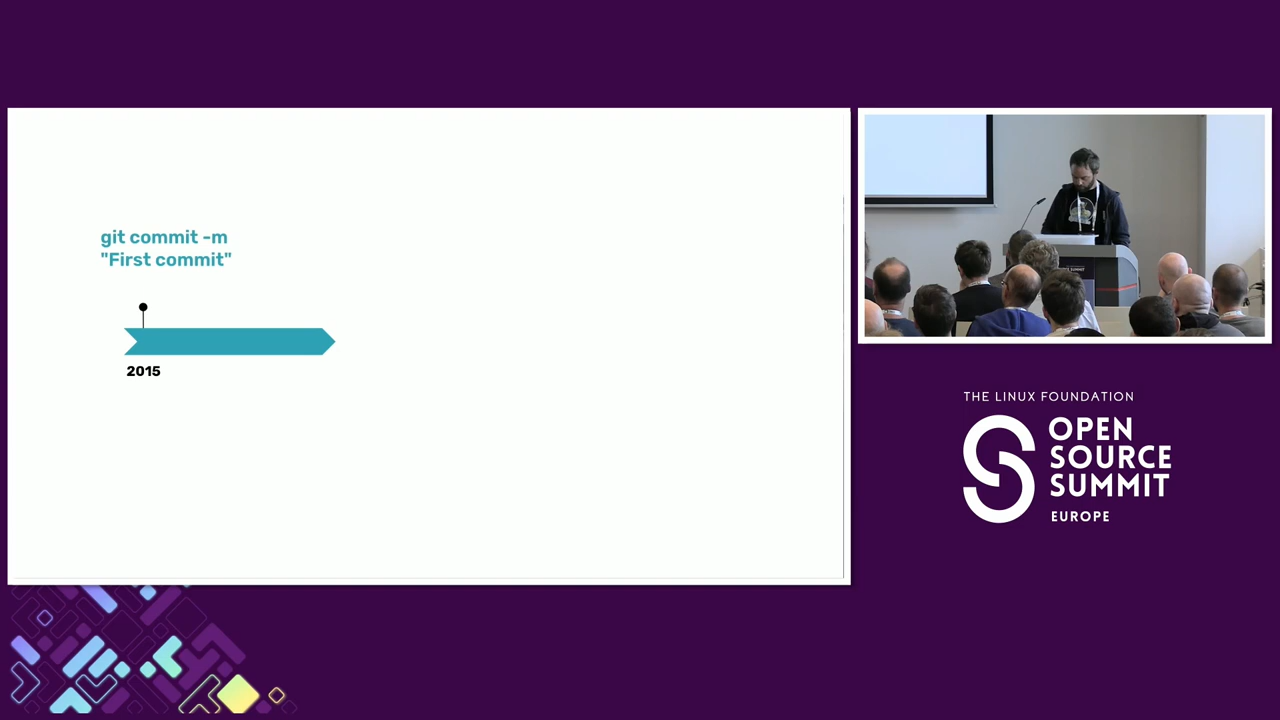 git commit -m
"First commit"
2015
THE LINUX FOUNDATION
OPEN
SOURCE
SUMMIT
EUROPE